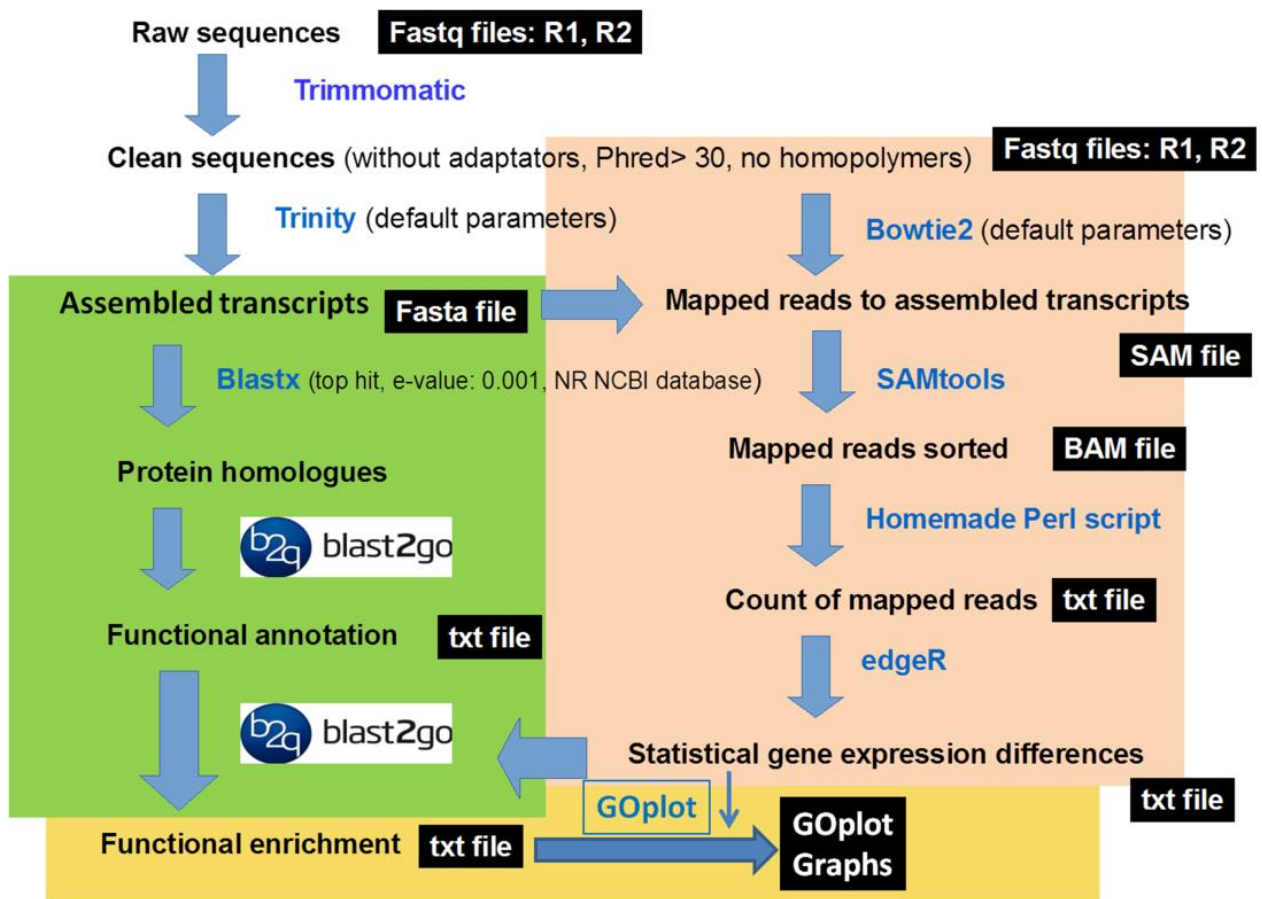 Raw sequences Fastq files: R1, R2
Trimmomatic
Clean sequences (without adaptators, Phred> 30, no homopolymers) Fastq files: R1, R2
Trinity (default parameters)
Bowtie2 (default parameters)
Assembled transcripts Fasta file
Mapped reads to assembled transcripts
SAM file
Blastx (top hit, e-value: 0.001, NR NCBI database)
SAMtools
Mapped reads sorted BAM file
Protein homologues
Homemade Perl script
b2g blast2go
Count of mapped reads txt file
Functional annotation txt file
edgeR
b2g blast2go
Statistical gene expression differences
txt file
GOplot
Functional enrichment txt file
GOplot
Graphs